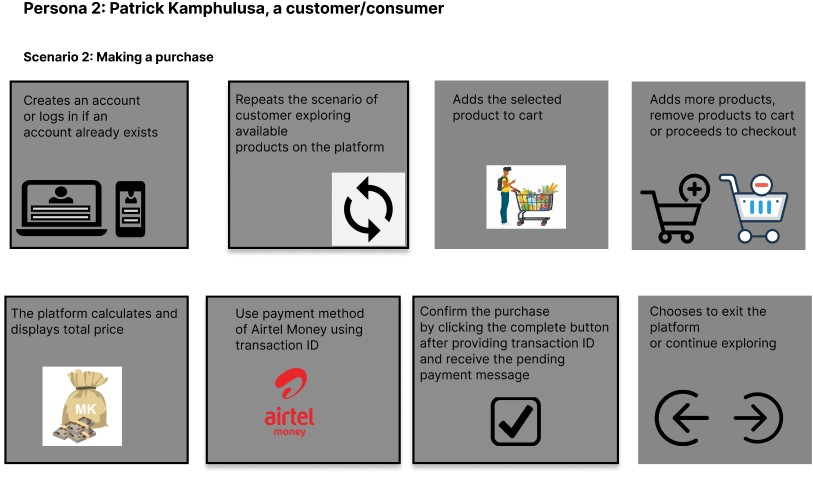 Persona 2: Patrick Kamphulusa, a customer/consumer
Scenario 2: Making a purchase
Creates an account
or logs in if an
account already exists
Repeats the scenario of
customer exploring
available
products on the platform
Adds the selected
product to cart
Adds more products,
remove products to cart
or proceeds to checkout
The platform calculates and
displays total price
MK
Use payment method
of Airtel Money using
transaction ID
airtel
money
Confirm the purchase
by clicking the complete button
after providing transaction ID
and receive the pending
payment message
Chooses to exit the
platform
or continue exploring